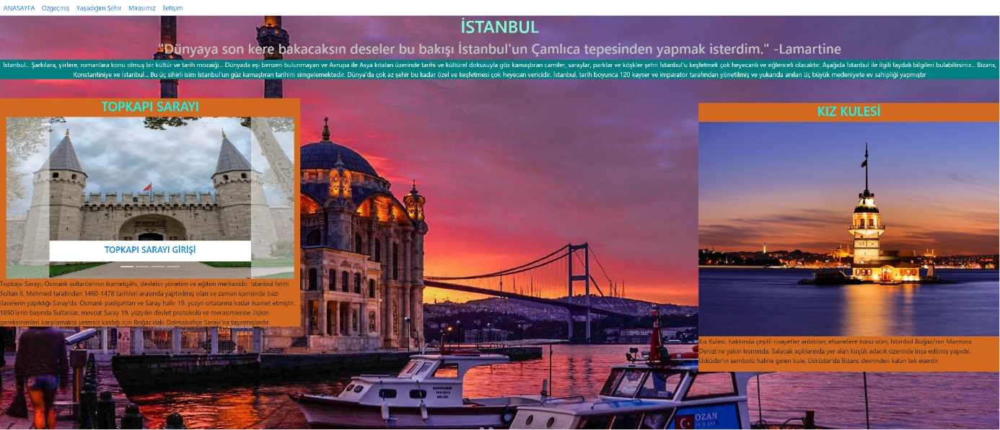 ANASAYFA Özgeçmiş Yaşadığım Şehir Mirasımız İletişim
İSTANBUL
"Dünyaya son kere bakacaksın deseler bu bakışı İstanbul'un Çamlıca tepesinden yapmak isterdim." -Lamartine
İstanbul... Şarkılara, şiirlere, romanlara konu olmuş bir kültür ve tarih mozaiği... Dünyada eşi benzeri bulunmayan ve Avrupa ile Asya kıtaları üzerinde tarihi ve kültürel dokusuyla göz kamaştıran camiler, saraylar, parklar ve köşkler şehri İstanbul'u keşfetmek çok heyecanlı ve eğlenceli olacaktır. Aşağıda İstanbul ile ilgili faydalı bilgileri bulabilirsiniz... Bizans,
Konstantiniye ve İstanbul... Bu üç sihirli isim İstanbul'un güz kamaştıran tarihini simgelemektedir. Dünya'da çok az şehir bu kadar özel ve keşfetmesi çok heyecan vericidir. İstanbul, tarih boyunca 120 kayser ve imparator tarafından yönetilmiş ve yukarıda anılan üç büyük medeniyete ev sahipliği yapmıştır
TOPKAPI SARAYI
TOPKAPI SARAYI GİRİŞİ
Topkapı Sarayı, Osmanlı sultanlarının ikametgâhı, devletin yönetim ve eğitim merkezidir. İstanbul fatihi
Sultan II. Mehmed tarafından 1460-1478 tarihleri arasında yaptırılmış olan ve zaman içerisinde bazı
ilavelerin yapıldığı Saray'da, Osmanlı padişahları ve Saray halkı 19. yüzyıl ortalarına kadar ikamet etmiştir.
1850'lerin başında Sultanlar, mevcut Saray 19. yüzyılın devlet protokolü ve merasimlerine ilişkin
gereksinimleri karşılamakta yetersiz kaldığı için Boğaz'daki Dolmabahçe Sarayı'na taşınmışlardır.
KIZ KULESİ
Kız Kulesi, hakkında çeşitli rivayetler anlatılan, efsanelere konu olan, İstanbul Boğazı'nın Marmara
Denizi'ne yakın kısmında, Salacak açıklarında yer alan küçük adacık üzerinde inşa edilmiş yapıdır.
Üsküdar'ın sembolü haline gelen kule, Üsküdar'da Bizans devrinden kalan tek eserdir.
OZAN